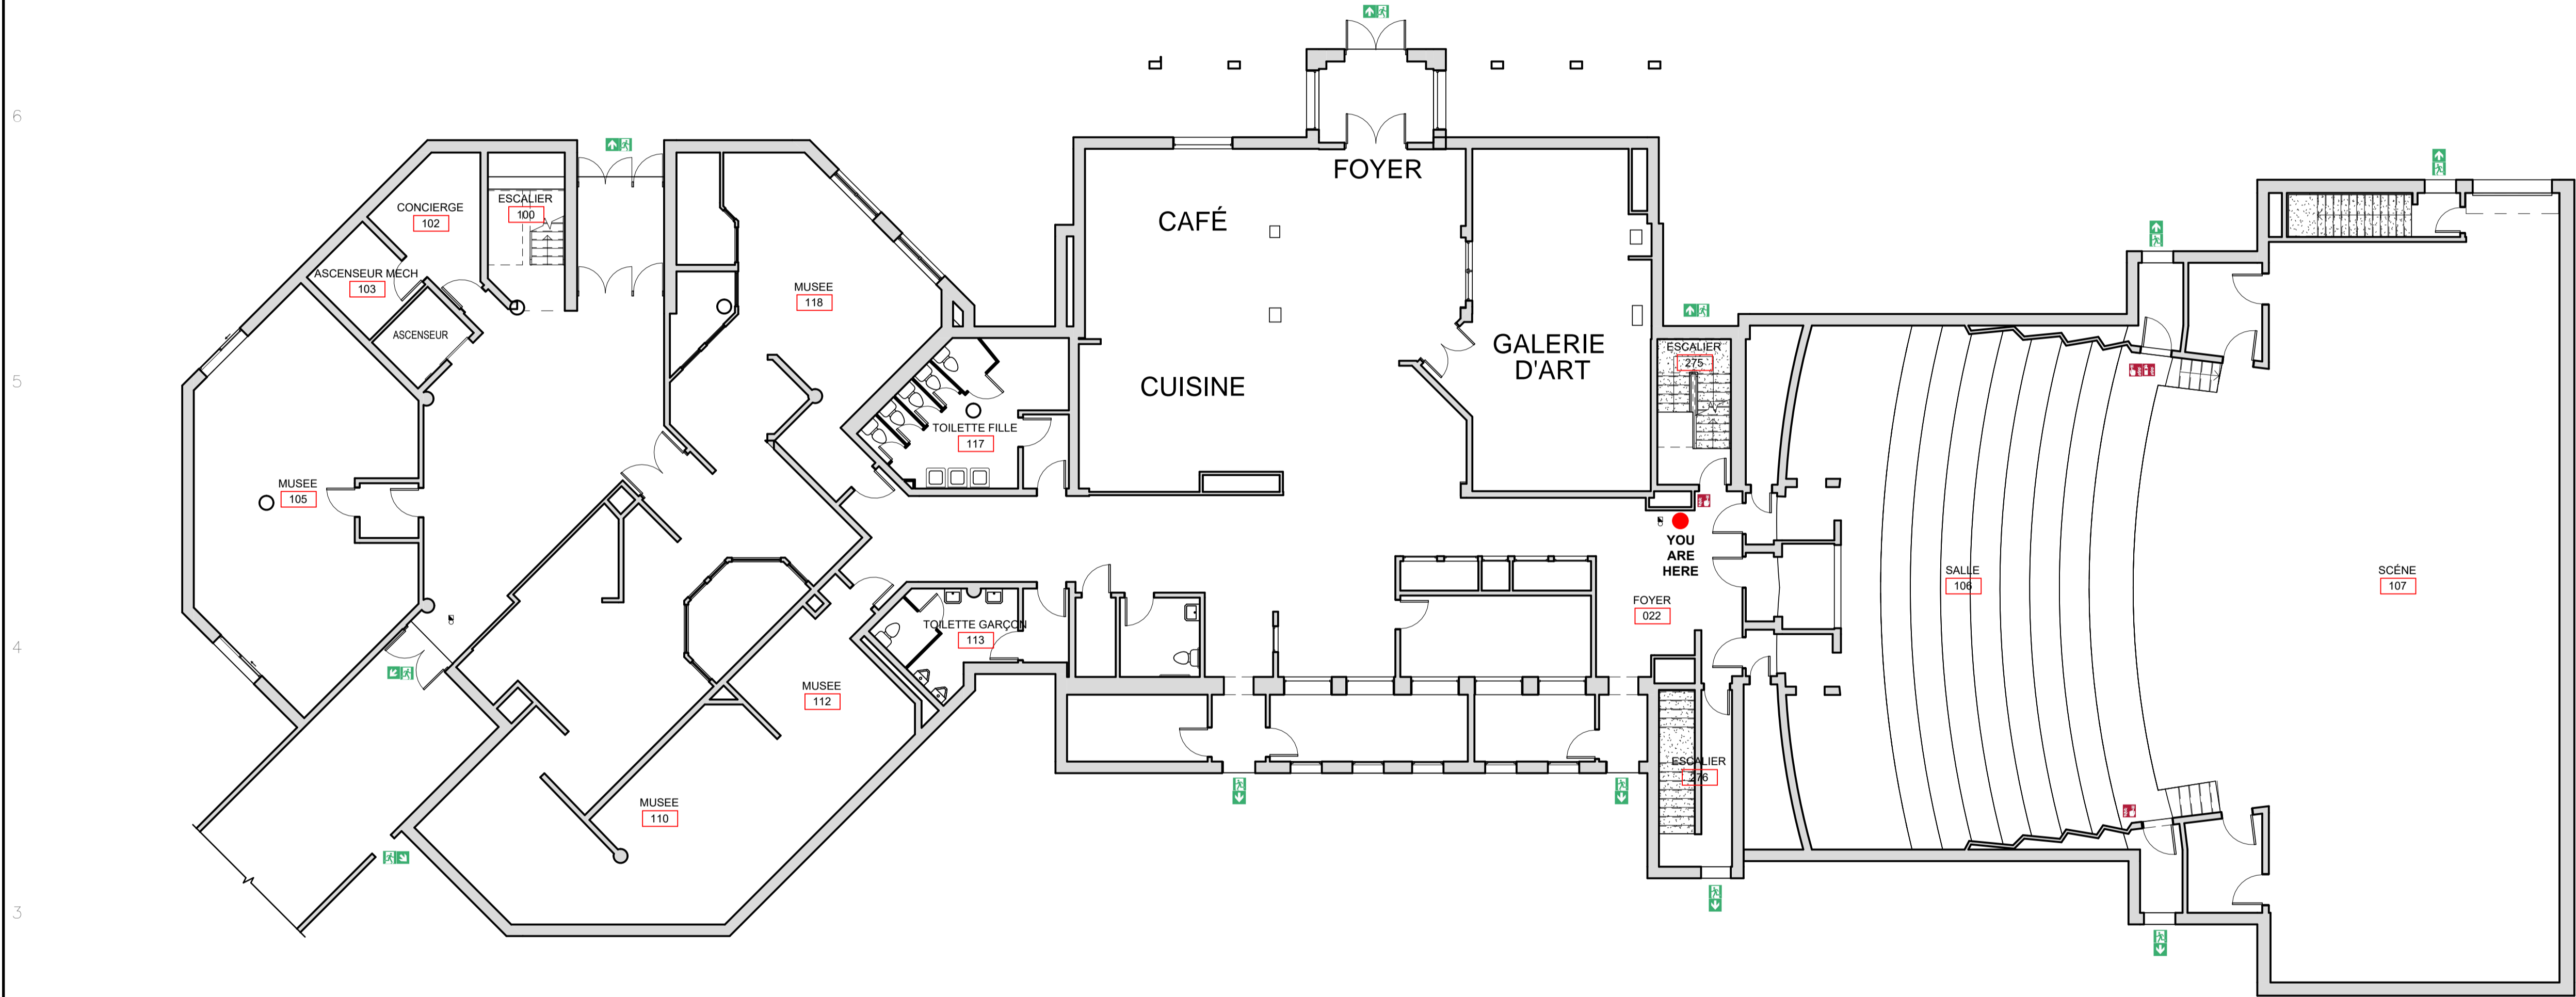 6
5
4
3
CONCIERGE
102
ESCALIER
100
ASCENSEUR MECH
103
ASCENSEUR
MUSEE
105
MUSEE
118
TOILETTE FILLE
117
TOILETTE GARÇON
113
MUSEE
112
MUSEE
110
FOYER
CAFÉ
CUISINE
GALERIE
D'ART
ESCALIER
275
YOU
ARE
HERE
FOYER
022
ESCALIER
276
SALLE
106
SCÉNE
107